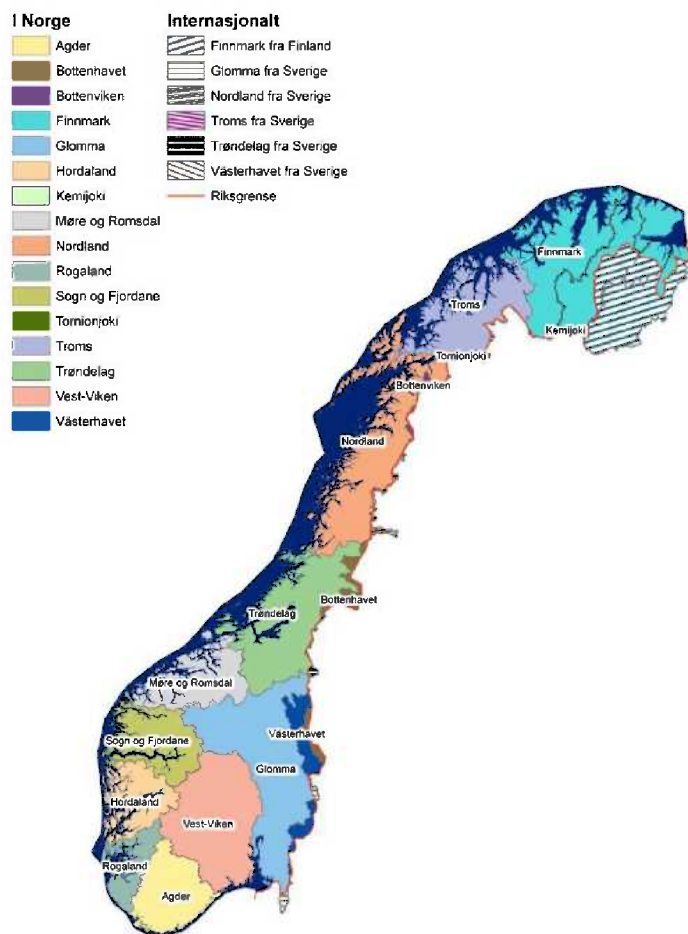 I Norge
Agder
Bottenhavet
Bottenviken
Finnmark
Glomma
Hordaland
Kemijoki
Møre og Romsdal
Nordland
Rogaland
Sogn og Fjordane
Tornionjoki
Troms
Trøndelag
Vest-Viken
Västerhavet
Internasjonalt
Finnmark fra Finland
Glomma fra Sverige
Nordland fra Sverige
Troms fra Sverige
Trøndelag fra Sverige
Västerhavet fra Sverige
Riksgrense
Finnmark
Troms
Kemijoki
Tornionjoki
Bottenviken
Nordland
Bottenhavet
Trøndelag
Møre og Romsdal
Västerhavet
Sogn og Fjordane
Glomma
Hordaland
Vest-Viken
Rogaland
Agder